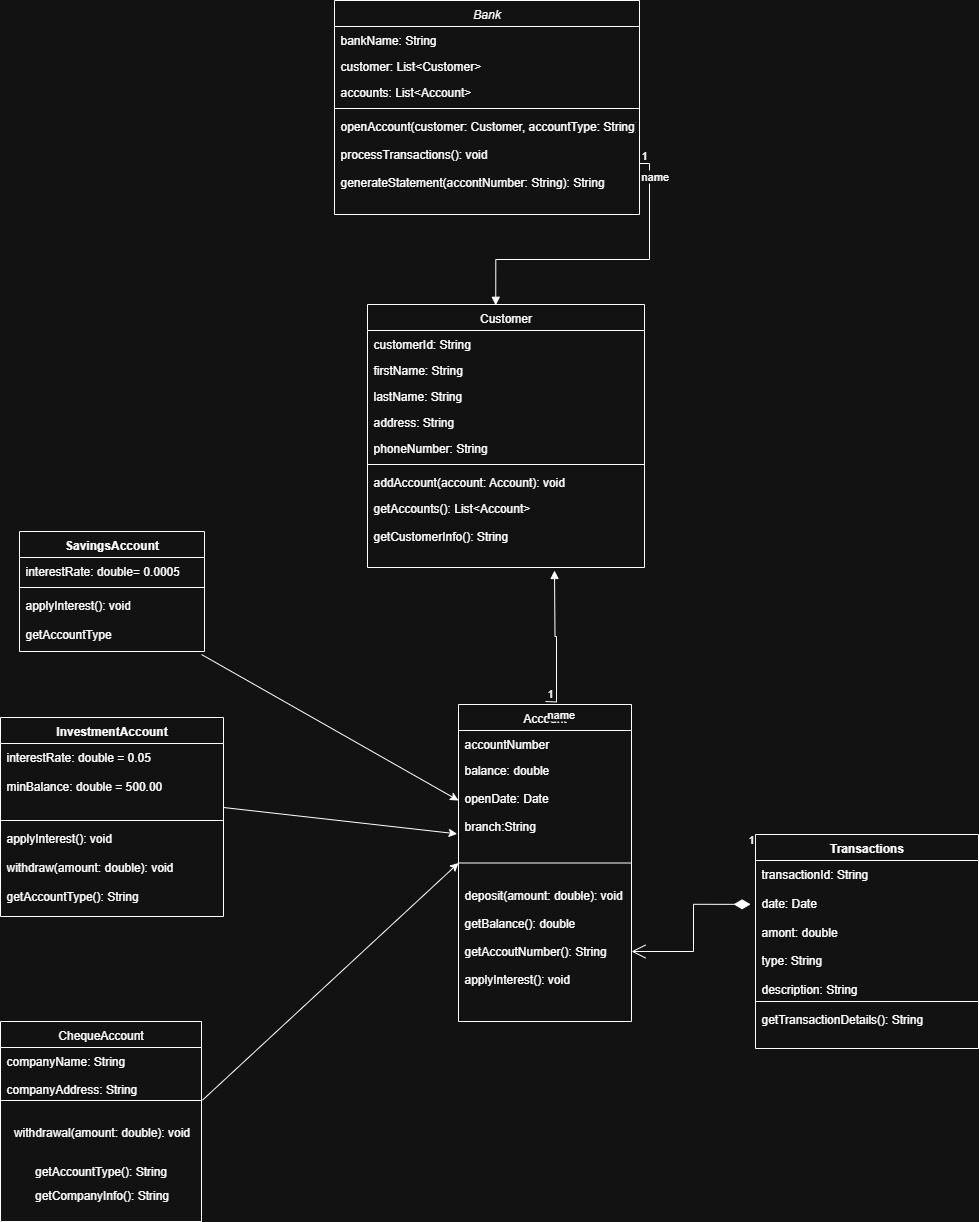 Bank
bankName: String
customer: List<Customer>
accounts: List<Account>
openAccount(customer: Customer, accountType: String
processTransactions(): void
generateStatement(accontNumber: String): String
1
name
Customer
customerId: String
firstName: String
lastName: String
address: String
phoneNumber: String
addAccount(account: Account): void
getAccounts(): List<Account>
getCustomerInfo(): String
SavingsAccount
interestRate: double= 0.0005
applyInterest(): void
getAccountType
InvestmentAccount
interestRate: double = 0.05
minBalance: double = 500.00
applyInterest(): void
withdraw(amount: double): void
getAccountType(): String
1
name
Account
accountNumber
balance: double
openDate: Date
branch:String
deposit(amount: double): void
getBalance(): double
getAccoutNumber(): String
applyInterest(): void
1
Transactions
transactionId: String
date: Date
amont: double
type: String
description: String
getTransactionDetails(): String
ChequeAccount
companyName: String
companyAddress: String
withdrawal(amount: double): void
getAccountType(): String
getCompanyInfo(): String